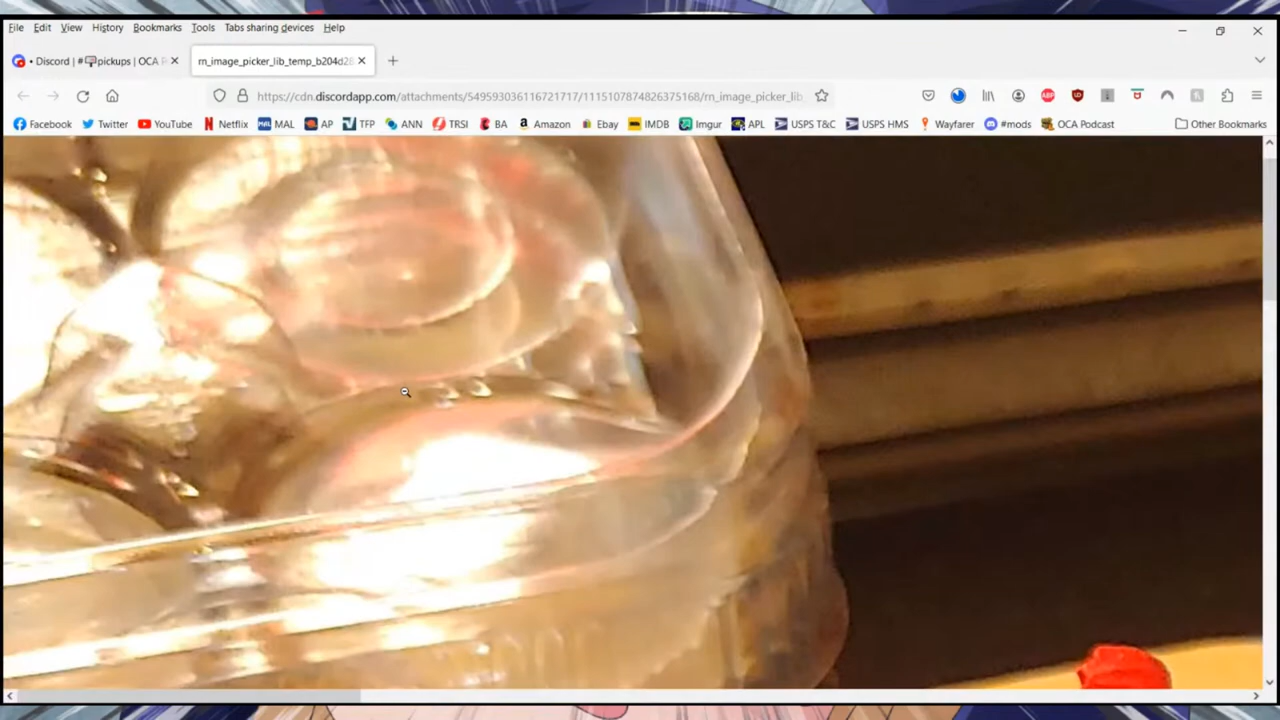 File Edit View History Bookmarks Tools Tabs sharing devices Help
• Discord | #pickups | OCA rn_image_picker_lib_temp_b204d28
https://cdn.discordapp.com/attachments/549593036116721717/1115107874826375168/rn_image_picker_lib
Facebook Twitter YouTube Netflix MAL AP TFP ANN TRSI BA Amazon Ebay IMDB Imgur APL USPS T&C USPS HMS Wayfarer #mods OCA Podcast Other Bookmarks